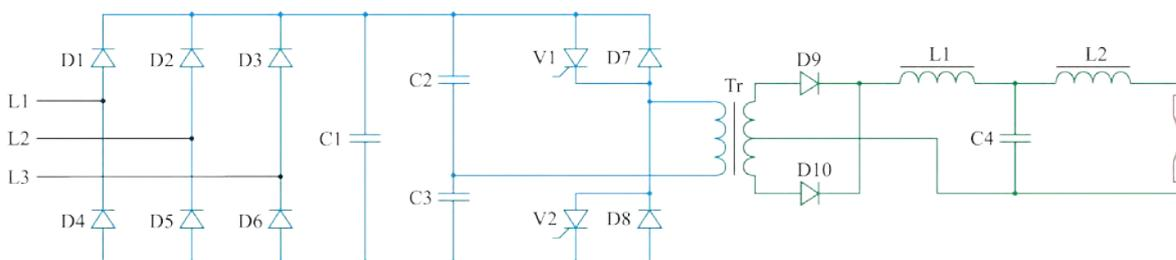 D9 L1 L2
D1 D2 D3 V1 D7
C2 Tr
L1
L2 C1 C4
L3 D10
C3
D4 D5 D6 V2 D8